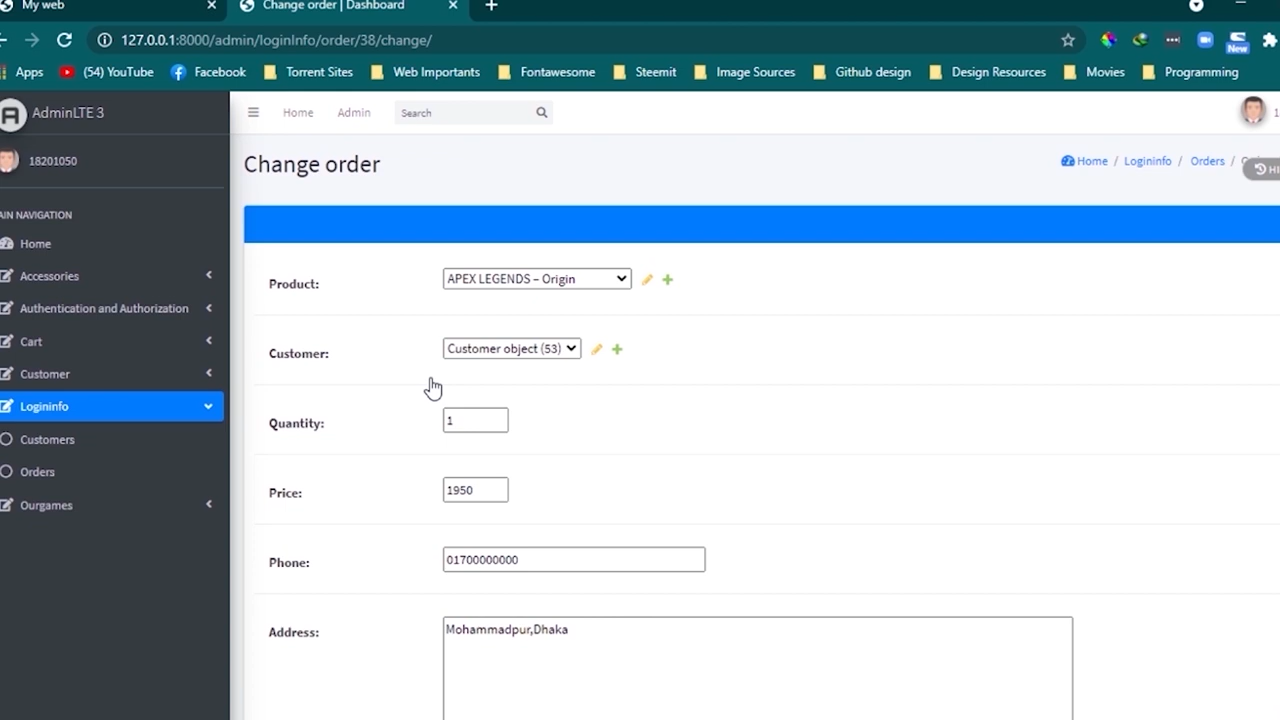 My web
Change order | Dashboard
127.0.0.1:8000/admin/loginInfo/order/38/change/
New
Apps (54) YouTube Facebook Torrent Sites Web Importants Fontawesome Steemit Image Sources Github design Design Resources Movies Programming
AdminLTE 3
Home Admin Search
18201050
Change order
Home / Logininfo / Orders /
AIN NAVIGATION
Home
Accessories
Authentication and Authorization
Cart
Customer
Logininfo
Customers
Orders
Ourgames
Product: APEX LEGENDS – Origin
Customer: Customer object (53)
Quantity: 1
Price: 1950
Phone: 01700000000
Address: Mohammadpur,Dhaka